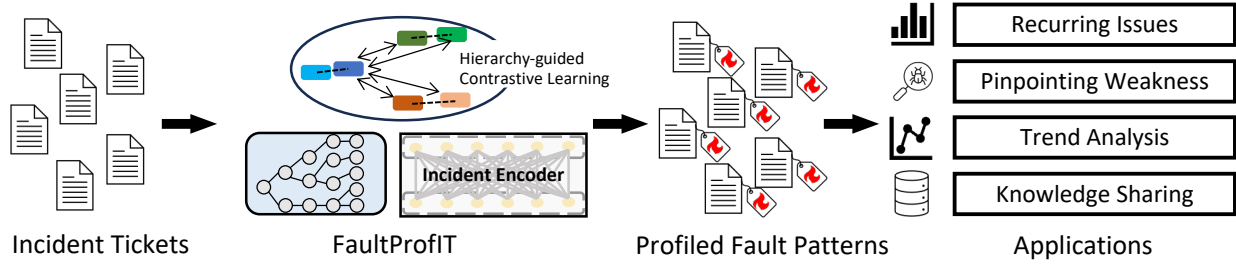 Hierarchy-guided
Contrastive Learning
Incident Encoder
Recurring Issues
Pinpointing Weakness
Trend Analysis
Knowledge Sharing
Incident Tickets
FaultProfIT
Profiled Fault Patterns
Applications